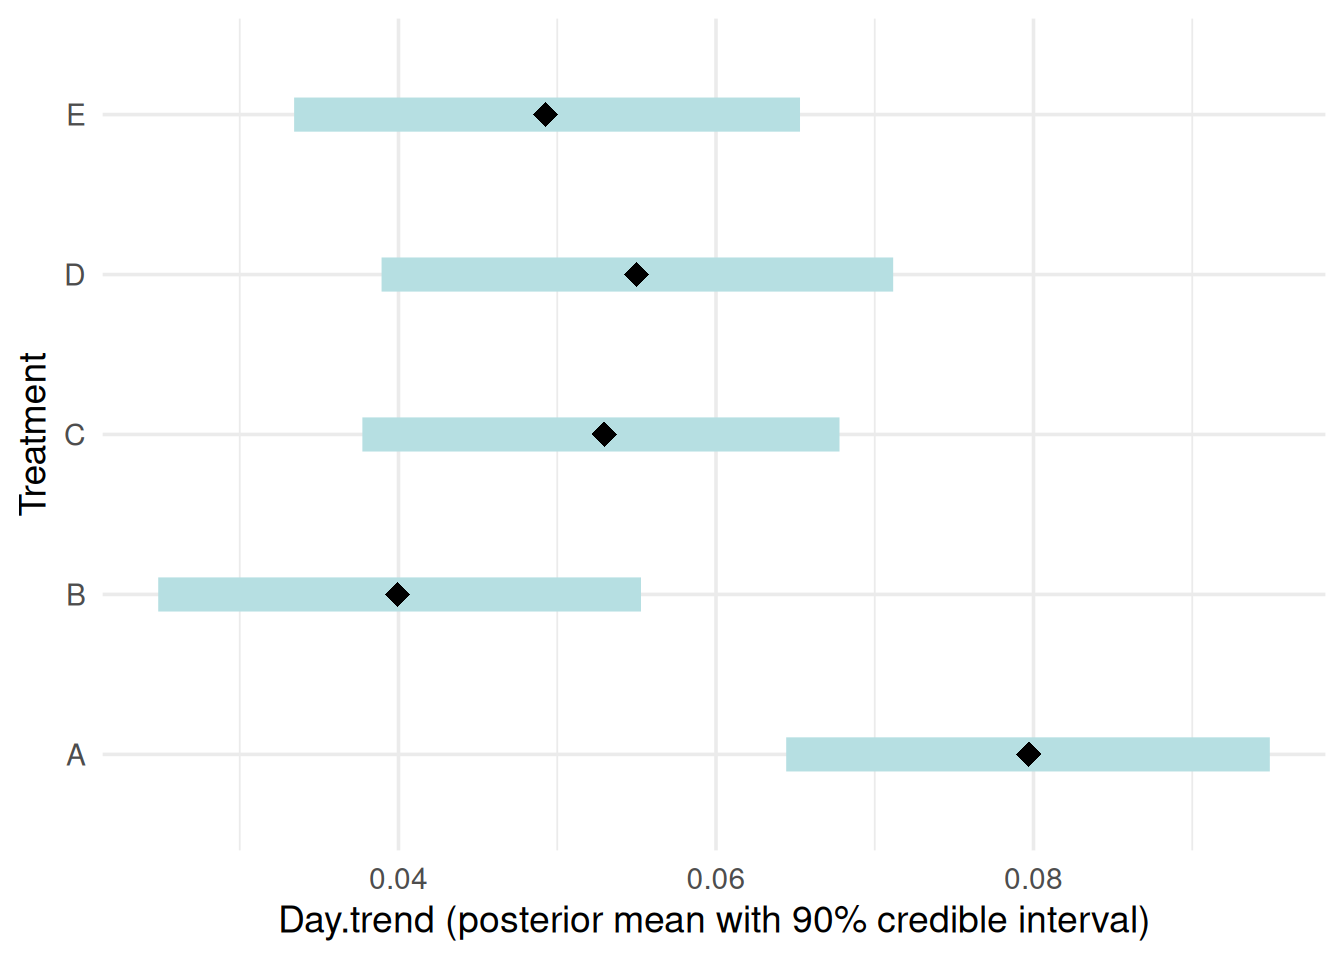 E
D
C
B
A
Treatment
0.04 0.06 0.08
Day.trend (posterior mean with 90% credible interval)